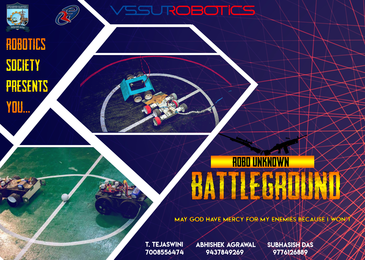 VSSUROBOTICS
ROBOTICS
SOCIETY
PRESENTS
YOU...
ROBO UNKNOWN
BATTLEGROUND
MAY GOD HAVE MERCY FOR MY ENEMIES BECAUSE I WON'T
T. TEJASWINI ABHISHEK AGRAWAL SUBHASISH DAS
7008556474 9437849269 9776126889